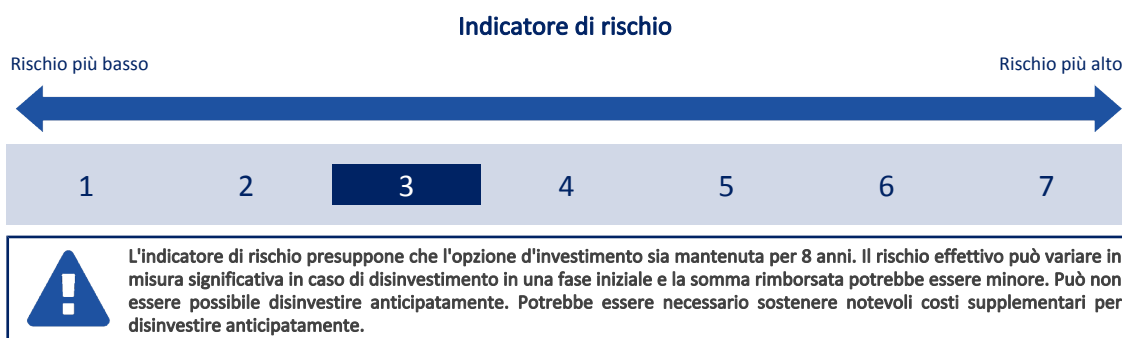 Indicatore di rischio
Rischio più basso
Rischio più alto
1 2 3 4 5 6 7
L'indicatore di rischio presuppone che l'opzione d'investimento sia mantenuta per 8 anni. Il rischio effettivo può variare in
misura significativa in caso di disinvestimento in una fase iniziale e la somma rimborsata potrebbe essere minore. Può non
essere possibile disinvestire anticipatamente. Potrebbe essere necessario sostenere notevoli costi supplementari per
disinvestire anticipatamente.